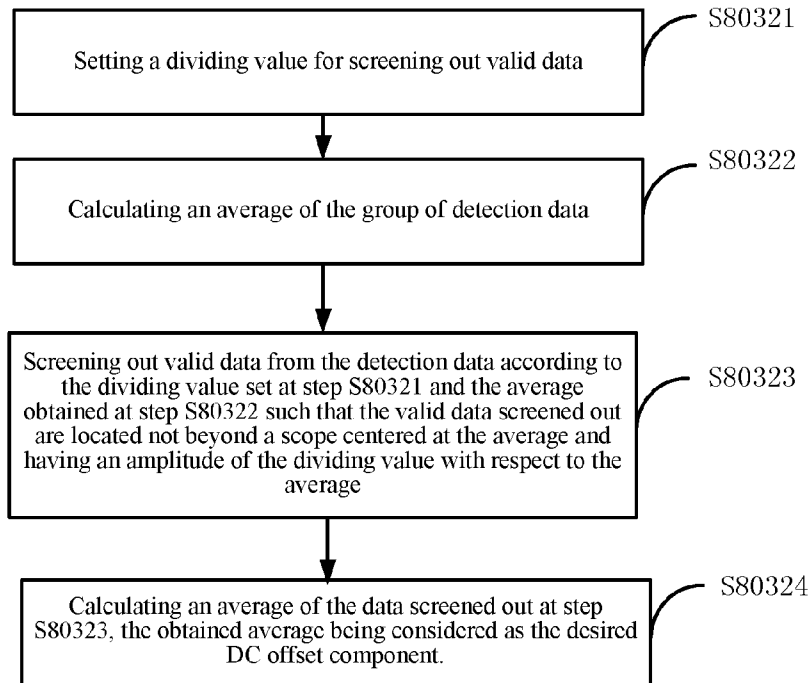 S80321
Setting a dividing value for screening out valid data
S80322
Calculating an average of the group of detection data
Screening out valid data from the detection data according to
the dividing value set at step S80321 and the average
obtained at step S80322 such that the valid data screened out
are located not beyond a scope centered at the average and
having an amplitude of the dividing value with respect to the
average
S80323
Calculating an average of the data screened out at step
S80323, the obtained average being considered as the desired
DC offset component.
S80324